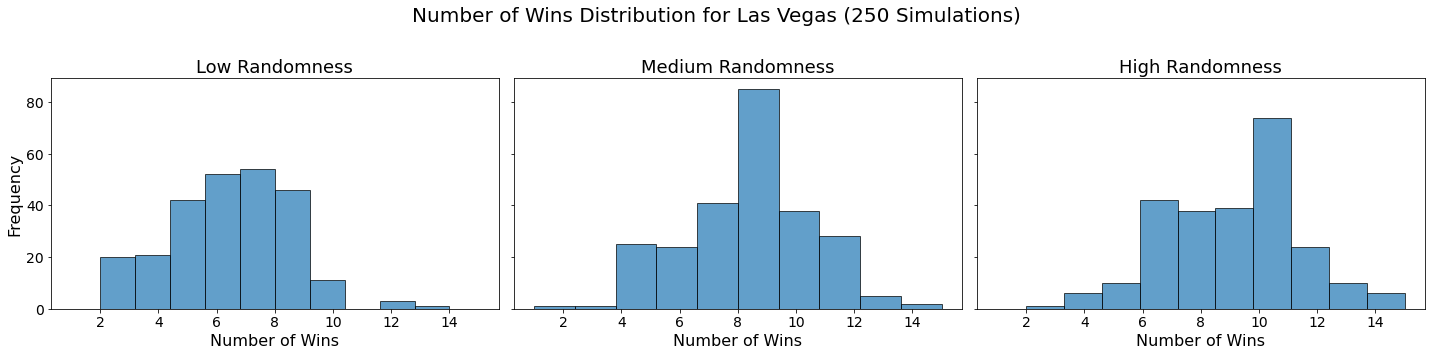 Number of Wins Distribution for Las Vegas (250 Simulations)
Low Randomness
Medium Randomness
High Randomness
Frequency
80
60
40
20
0
2 4 6 8 10 12 14
2 4 6 8 10 12 14
2 4 6 8 10 12 14
Number of Wins
Number of Wins
Number of Wins